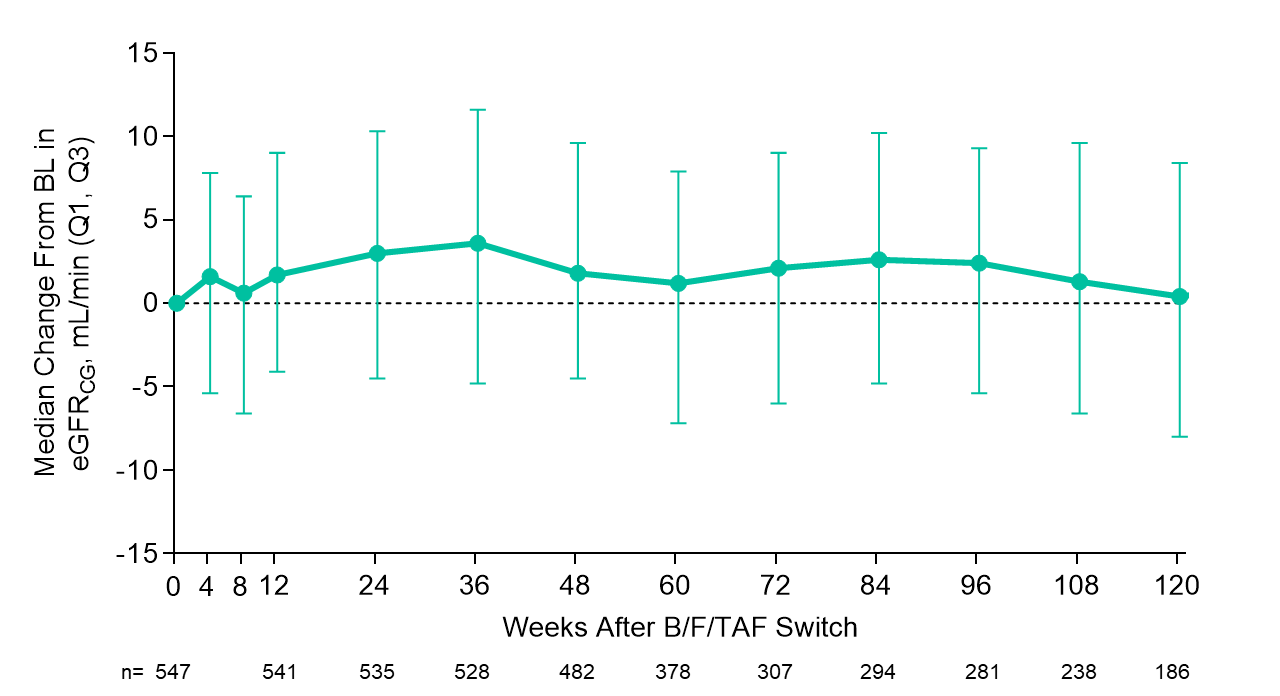 Median Change From BL in
eGFRCG, mL/min (Q1, Q3)
15
10
5
0
-5
-10
-15
0 4 8 12 24 36 48 60 72 84 96 108 120
Weeks After B/F/TAF Switch
n= 547 541 535 528 482 378 307 294 281 238 186